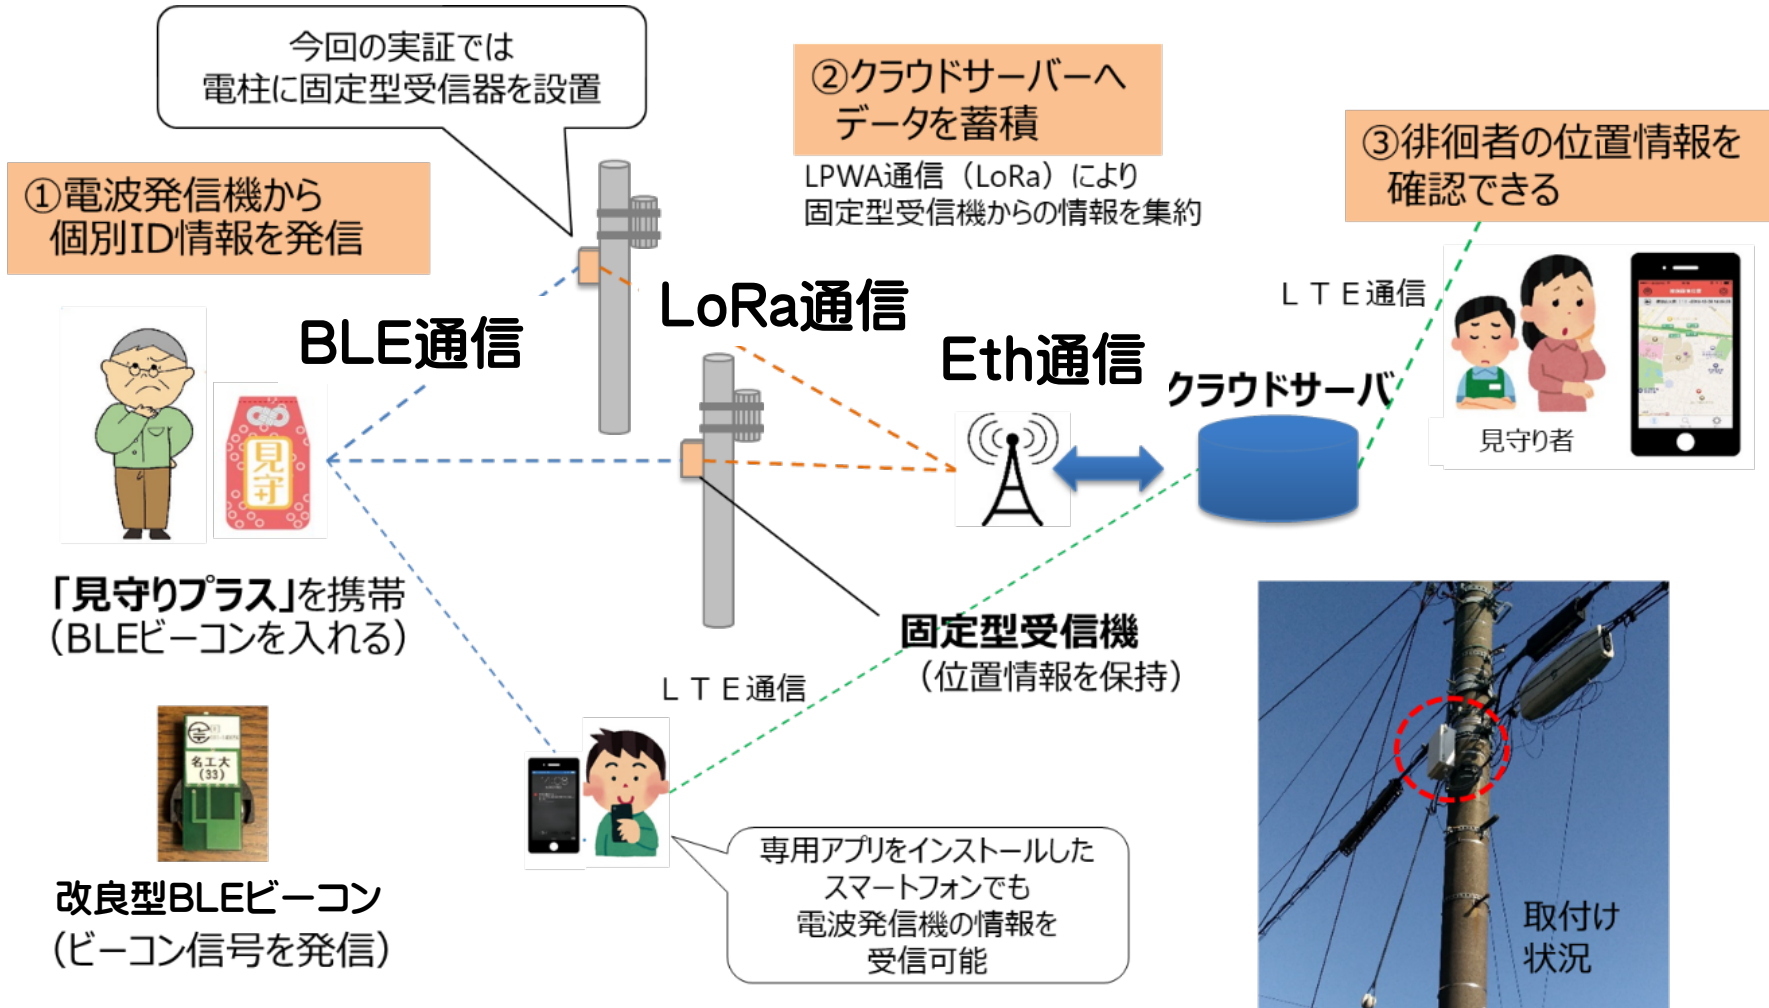 今回の実証では
電柱に固定型受信器を設置
②クラウドサーバーへ
データを蓄積
LPWA通信（LoRa）により
固定型受信機からの情報を集約
③徘徊者の位置情報を
確認できる
①電波発信機から
個別ID情報を発信
BLE通信
LoRa通信
Eth通信
ＬＴＥ通信
クラウドサーバ
見守り者
見守
「見守りプラス」を携帯
（BLEビーコンを入れる）
固定型受信機
（位置情報を保持）
ＬＴＥ通信
名工大
(33)
改良型BLEビーコン
（ビーコン信号を発信）
専用アプリをインストールした
スマートフォンでも
電波発信機の情報を
受信可能
取付け
状況